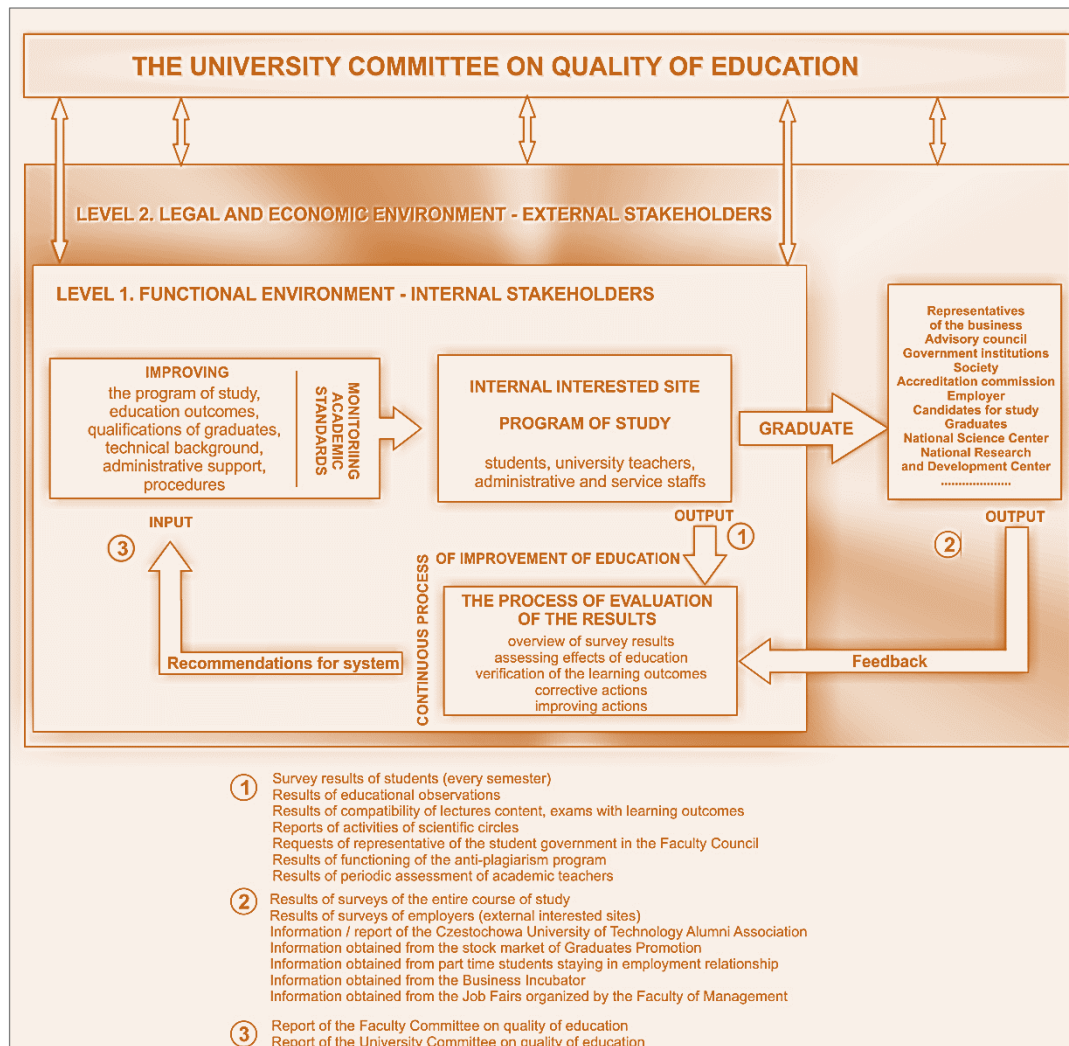 THE UNIVERSITY COMMITTEE ON QUALITY OF EDUCATION
LEVEL 2. LEGAL AND ECONOMIC ENVIRONMENT - EXTERNAL STAKEHOLDERS
LEVEL 1. FUNCTIONAL ENVIRONMENT - INTERNAL STAKEHOLDERS
IMPROVING
the program of study,
education outcomes,
qualifications of graduates,
technical background,
administrative support,
procedures
MONITORIING
ACADEMIC
STANDARDS
INTERNAL INTERESTED SITE
PROGRAM OF STUDY
students, university teachers,
administrative and service staffs
GRADUATE
Representatives
of the business
Advisory council
Government institutions
Society
Accreditation commission
Employer
Candidates for study
Graduates
National Science Center
National Research
and Development Center
.....................
INPUT
3
OUTPUT
1
OUTPUT
2
CONTINUOUS PROCESS
OF IMPROVEMENT OF EDUCATION
THE PROCESS OF EVALUATION
OF THE RESULTS
overview of survey results
assessing effects of education
verification of the learning outcomes
corrective actions
improving actions
Recommendations for system
Feedback
1 Survey results of students (every semester)
Results of educational observations
Results of compatibility of lectures content, exams with learning outcomes
Reports of activities of scientific circles
Requests of representative of the student government in the Faculty Council
Results of functioning of the anti-plagiarism program
Results of periodic assessment of academic teachers
2 Results of surveys of the entire course of study
Results of surveys of employers (external interested sites)
Information / report of the Czestochowa University of Technology Alumni Association
Information obtained from the stock market of Graduates Promotion
Information obtained from part time students staying in employment relationship
Information obtained from the Business Incubator
Information obtained from the Job Fairs organized by the Faculty of Management
3 Report of the Faculty Committee on quality of education
Report of the University Committee on quality of education